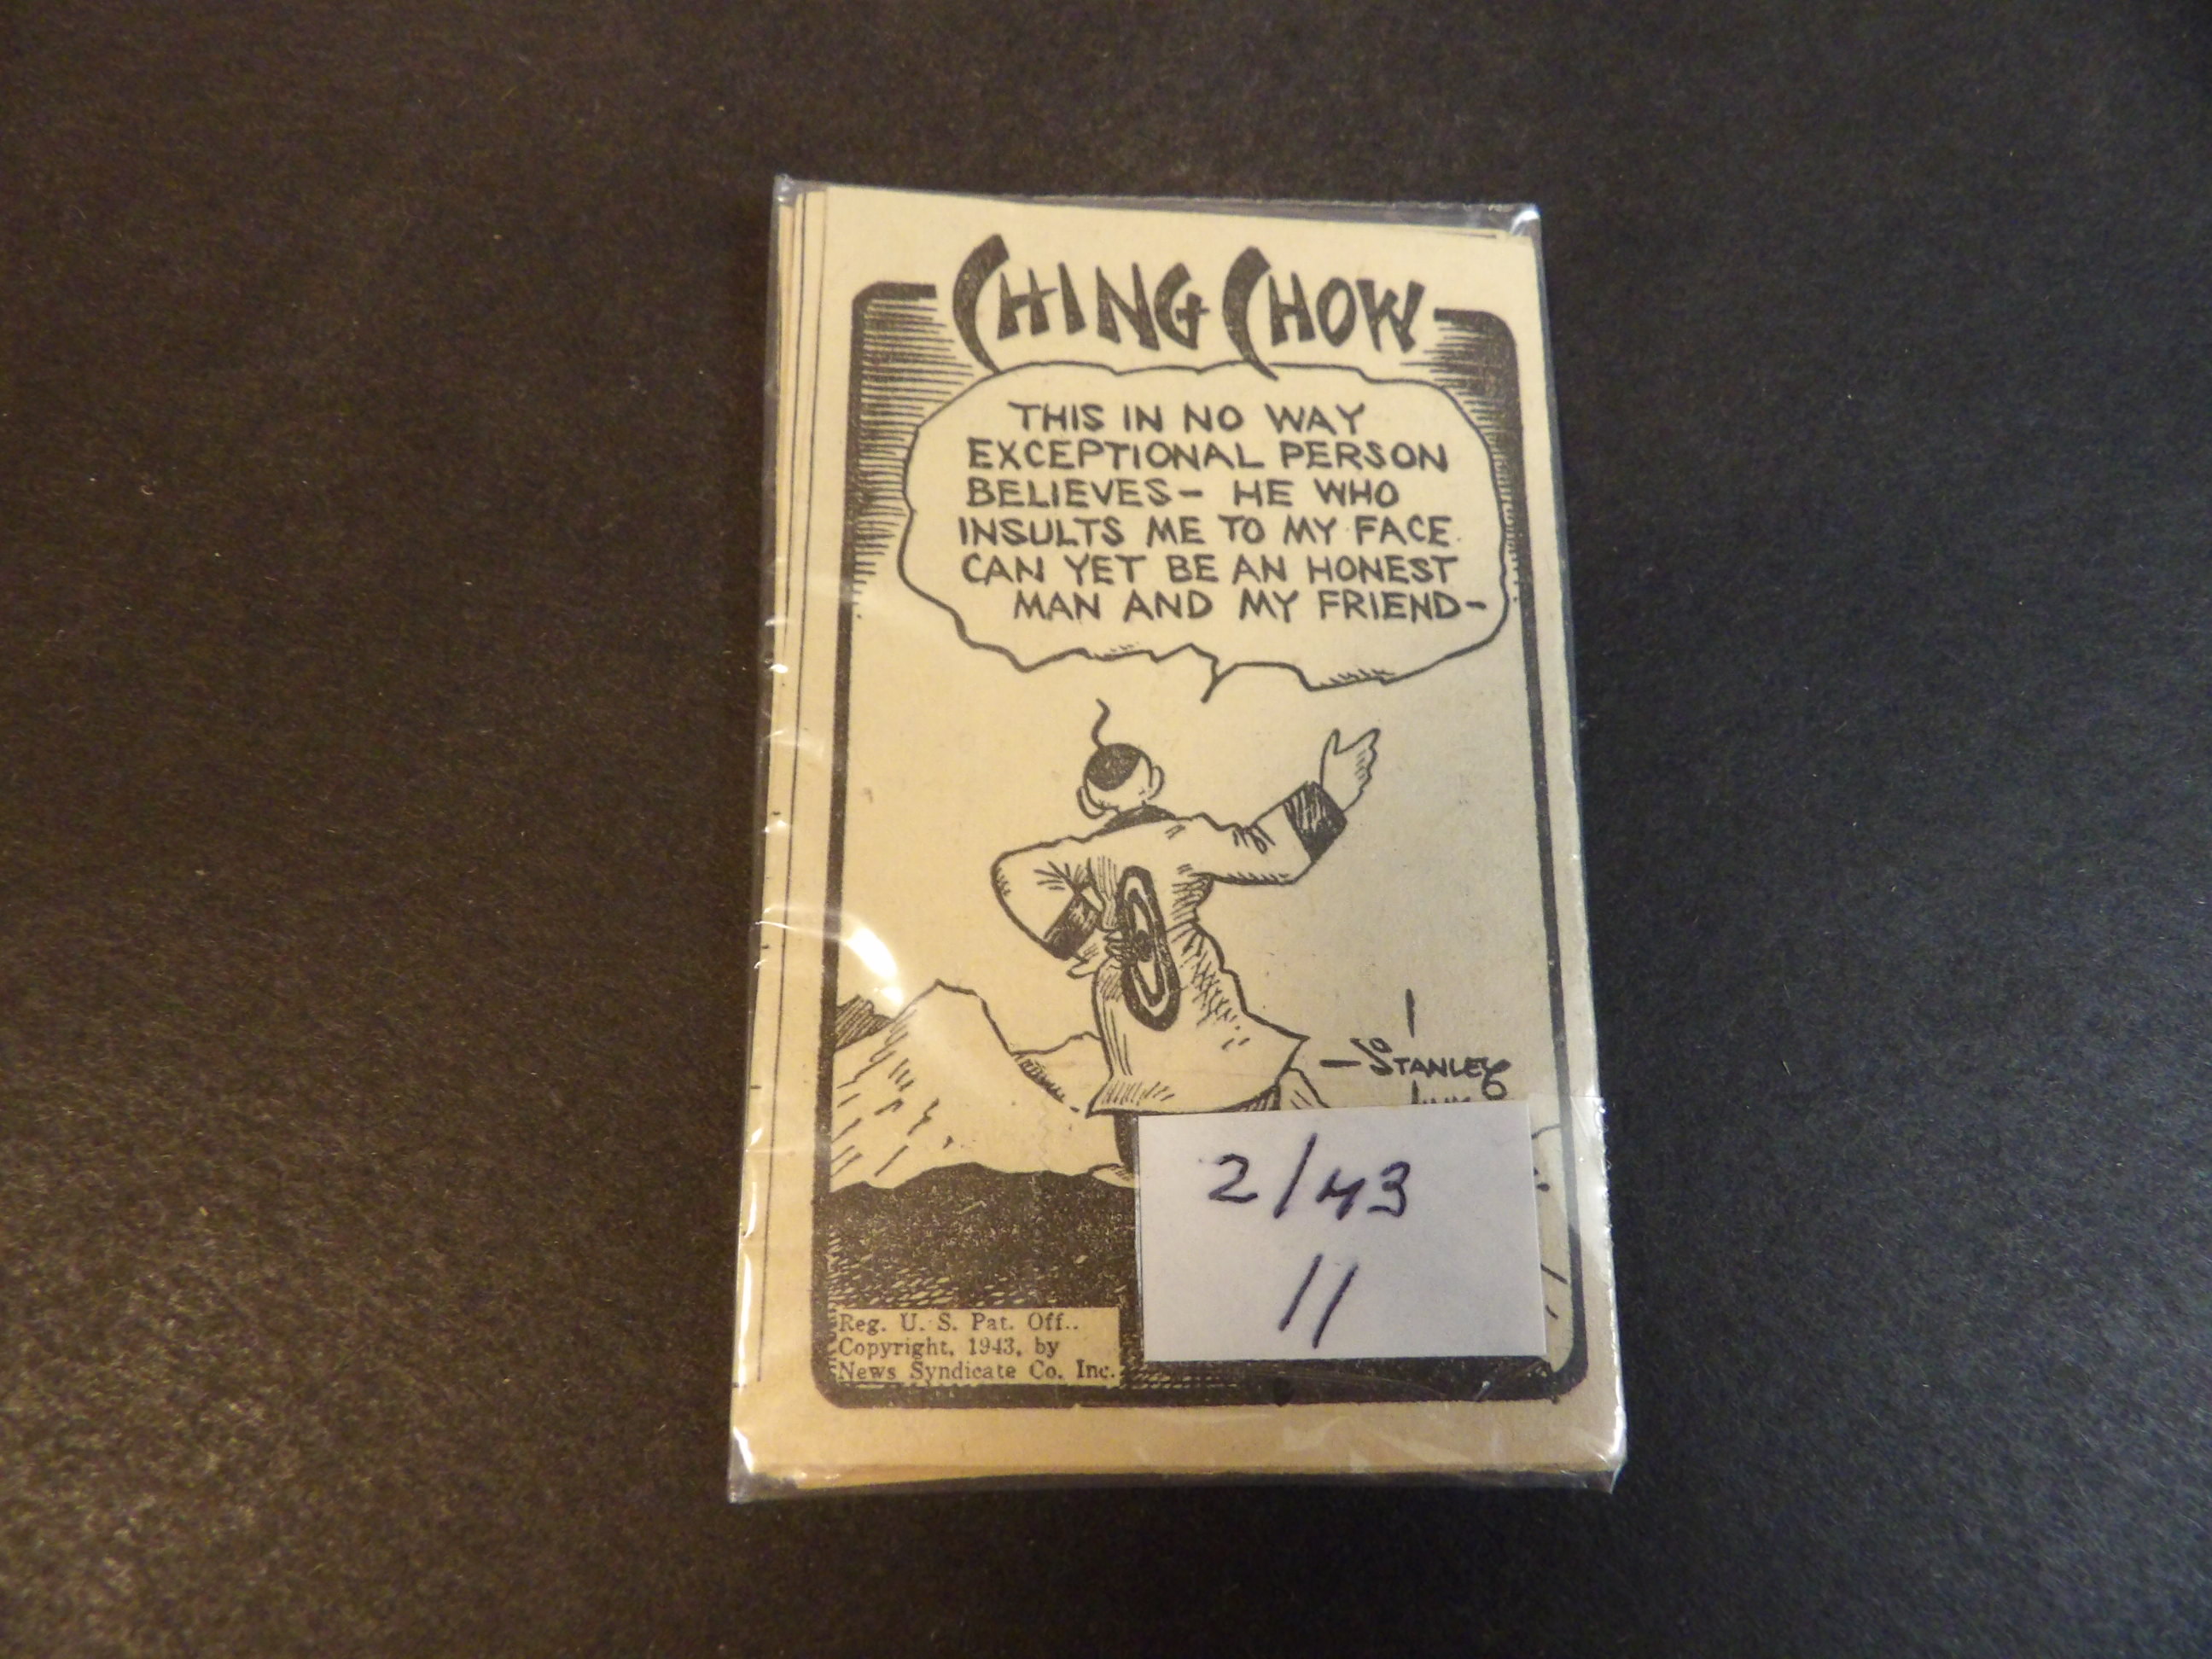 CHING CHOW
THIS IN NO WAY
EXCEPTIONAL PERSON
BELIEVES - HE WHO
INSULTS ME TO MY FACE
CAN YET BE AN HONEST
MAN AND MY FRIEND -
- STANLEY
2/43
11
Reg. U. S. Pat. Off..
Copyright, 1943, by
News Syndicate Co. Inc.